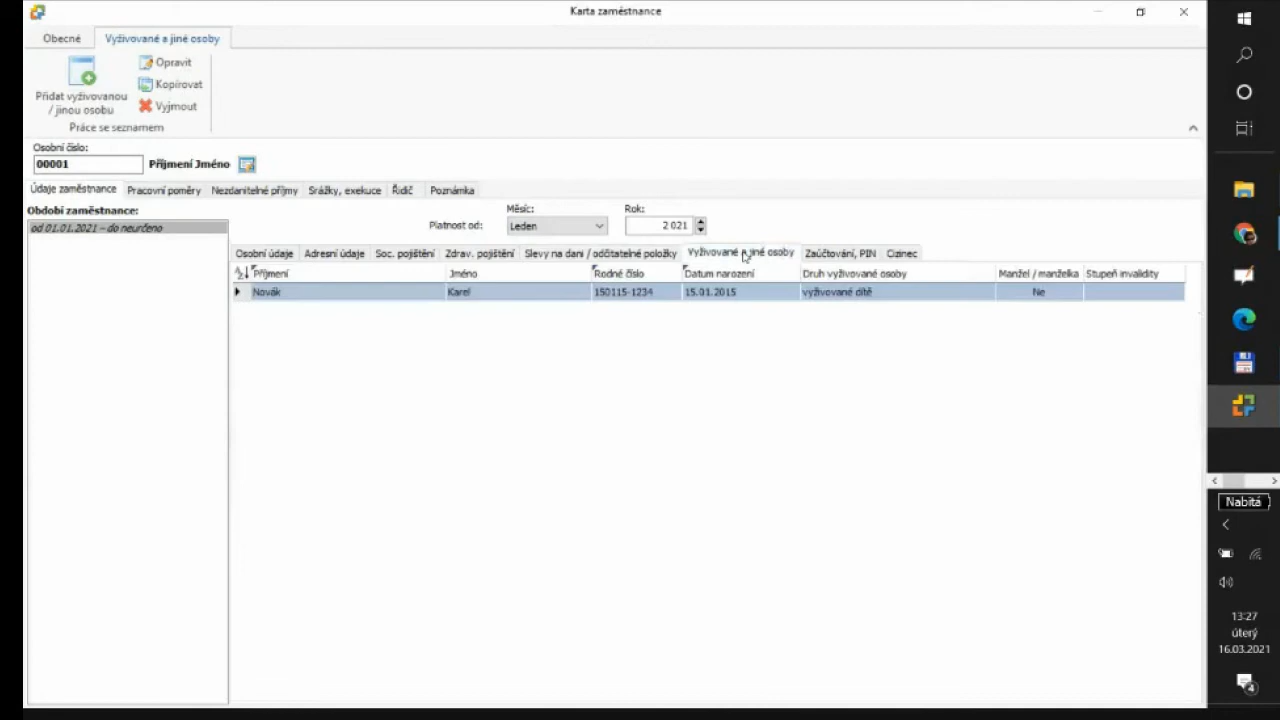 Karta zaměstnance
Obecné
Vyživované a jiné osoby
Přidat vyživovanou / jinou osobu
Opravit
Kopírovat
Vyjmout
Práce se seznamem
Osobní číslo:
00001 Příjmení Jméno
Údaje zaměstnance Pracovní poměry Nezdanitelné příjmy Srážky, exekuce Řidič Poznámka
Období zaměstnance:
od 01.01.2021 – do neurčeno
Platnost od:
Měsíc:
Leden
Rok:
2 021
Osobní údaje Adresní údaje Soc. pojištění Zdrav. pojištění Slevy na dani / odčitatelné položky Vyživované a jiné osoby Zaúčtování, PIN Cizinec
Příjmení Jméno Rodné číslo Datum narození Druh vyživované osoby Manžel / manželka Stupeň invalidity
Novák Karel 150115-1234 15.01.2015 vyživované dítě Ne
Nabitá
13:27
úterý
16.03.2021
4